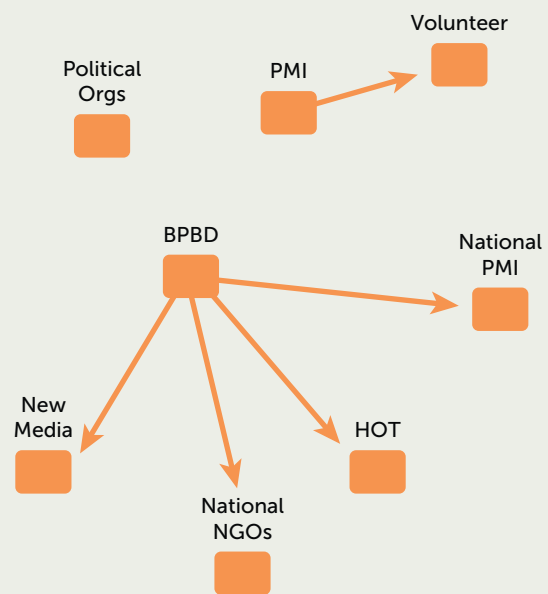 Volunteer
Political
Orgs
PMI
BPBD
National
PMI
New
Media
HOT
National
NGOs